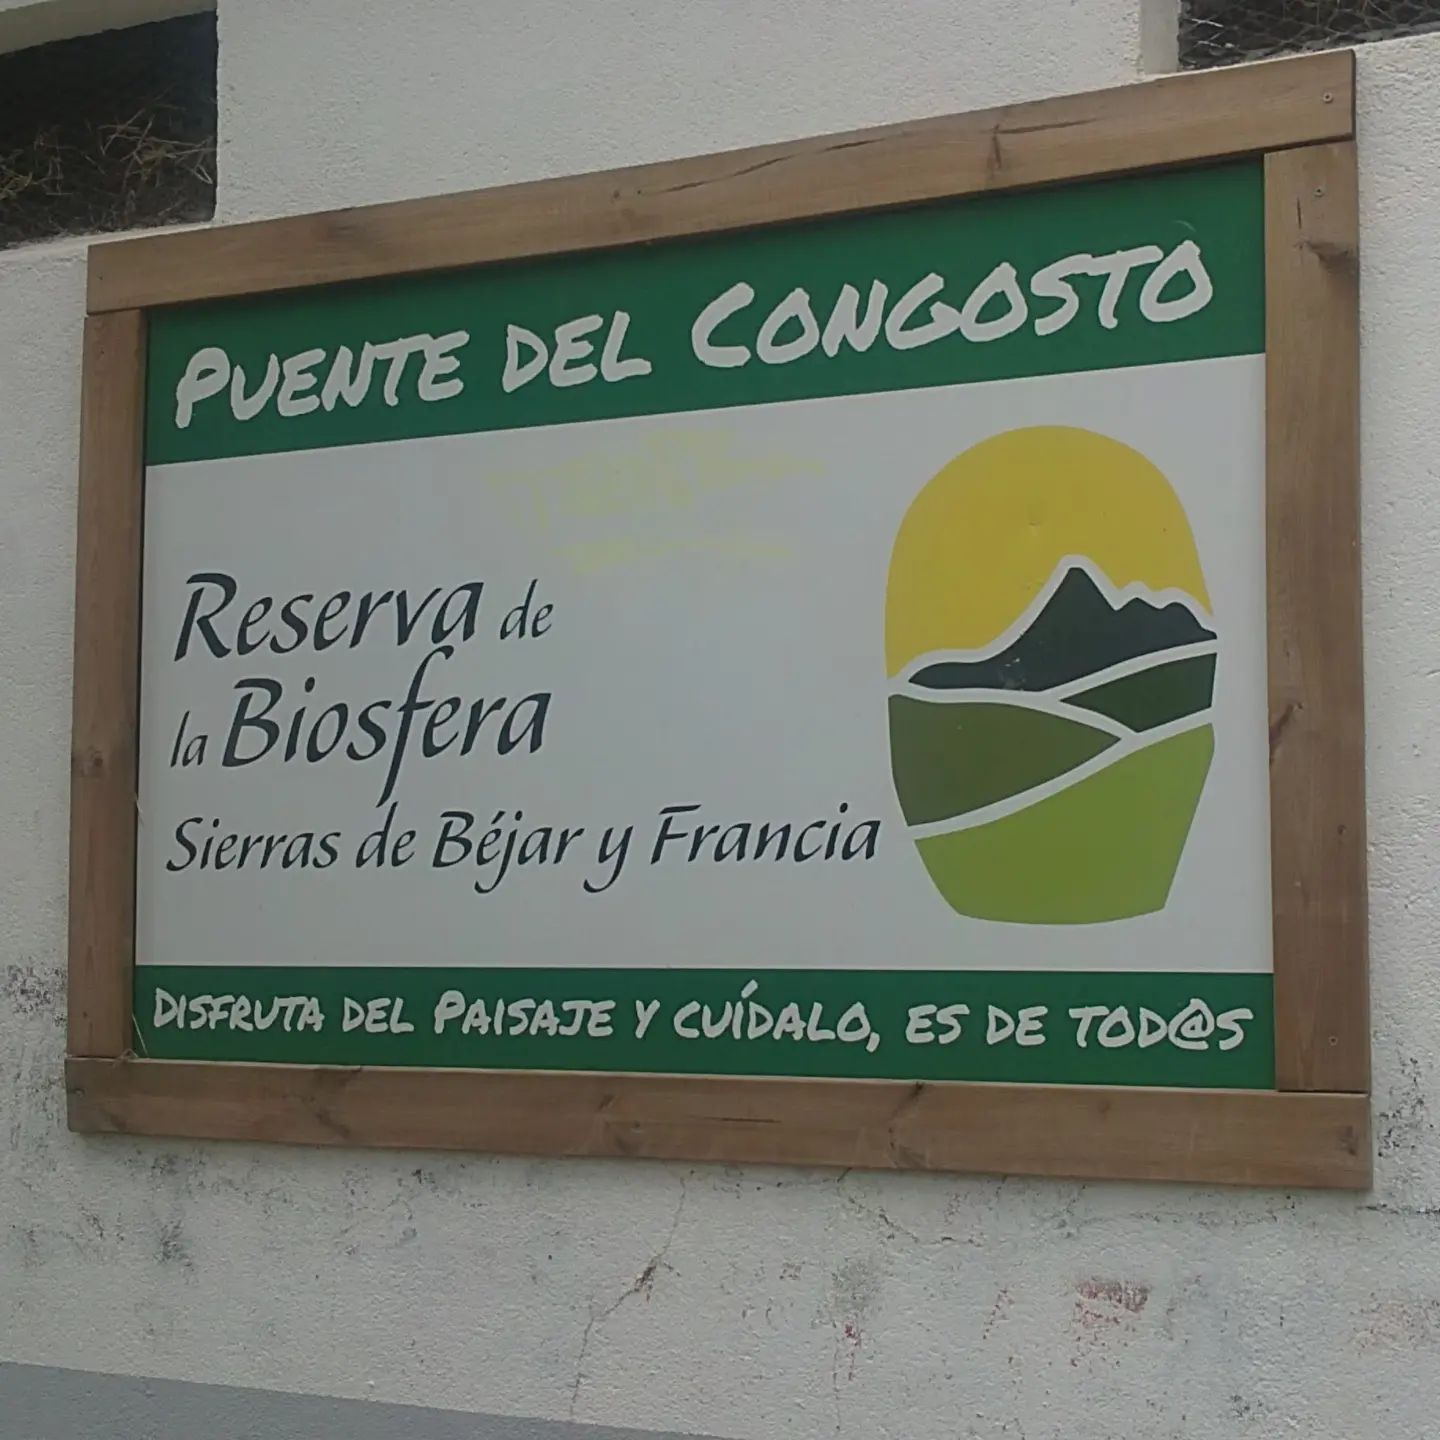 PUENTE DEL CONGOSTO
Reserva de
la Biosfera
Sierras de Béjar y Francia
DISFRUTA DEL PAISAJE Y CUÍDALO, ES DE TOD@S